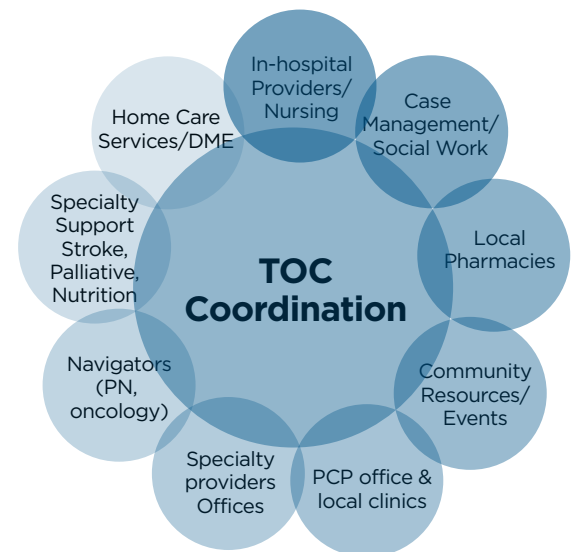 In-hospital
Providers/
Nursing
Case
Management/
Social Work
Local
Pharmacies
Community
Resources/
Events
PCP office &
local clinics
Specialty
providers
Offices
Navigators
(PN,
oncology)
Specialty
Support
Stroke,
Palliative,
Nutrition
Home Care
Services/DME
TOC
Coordination